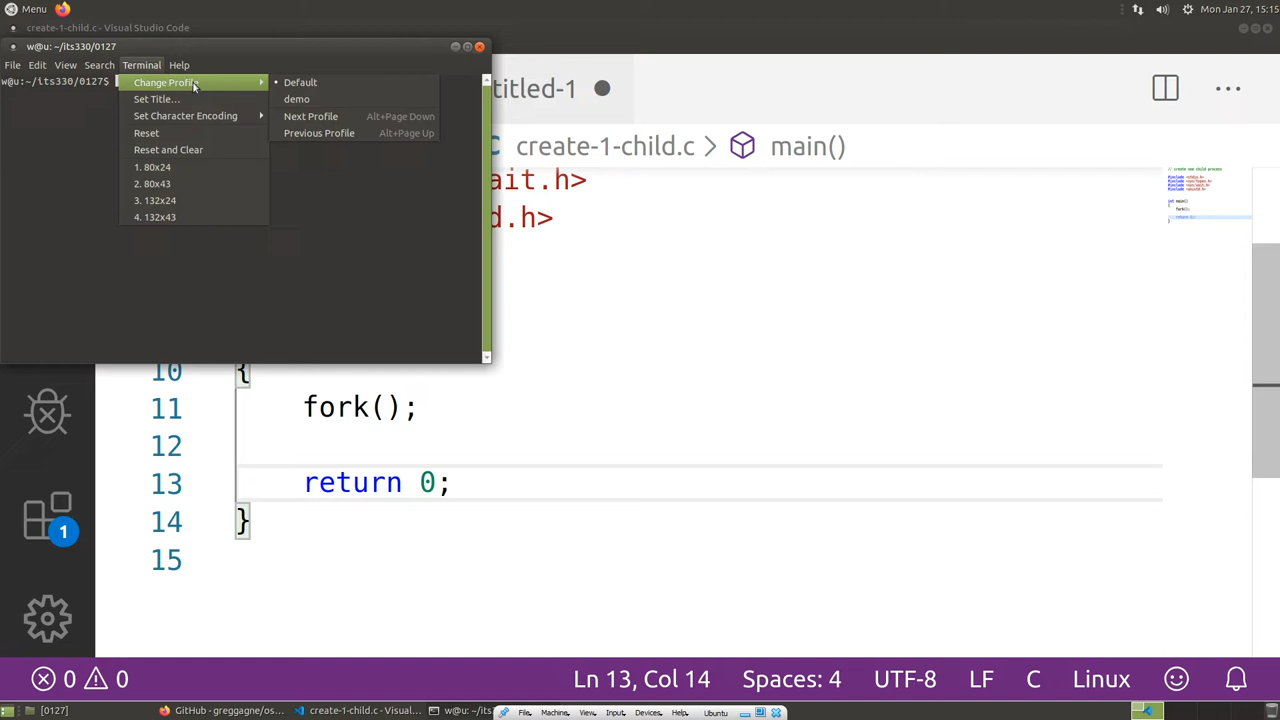 Menu
Mon Jan 27, 15:15
create-1-child.c - Visual Studio Code
w@u: ~/its330/0127
File Edit View Search Terminal Help
w@u:~/its330/0127$
Change Profile
Set Title...
Set Character Encoding
Reset
Reset and Clear
1. 80x24
2. 80x43
3. 132x24
4. 132x43
• Default
demo
Next Profile Alt+Page Down
Previous Profile Alt+Page Up
titled-1
create-1-child.c > main()
ait.h>
d.h>
10 {
11 fork();
12
13 return 0;
14 }
15
1
0 0
Ln 13, Col 14 Spaces: 4 UTF-8 LF C Linux
[0127] GitHub - greggagne/os... create-1-child.c - Visual... w@u: ~/its
File Machine View Input Devices Help Ubuntu